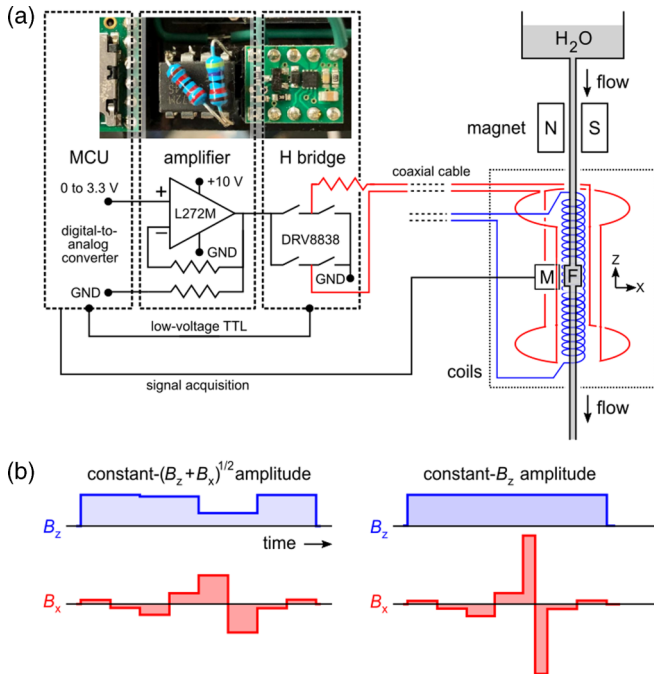 (a)
H₂O
flow
magnet
N
S
MCU
amplifier
H bridge
coaxial cable
0 to 3.3 V
+
+10 V
L272M
−
GND
digital-to-
analog
converter
DRV8838
GND
GND
M
F
Z
X
low-voltage TTL
signal acquisition
coils
flow
(b)
constant-(Bz + Bx)^1/2 amplitude
constant-Bz amplitude
Bz
time
Bz
Bx
Bx